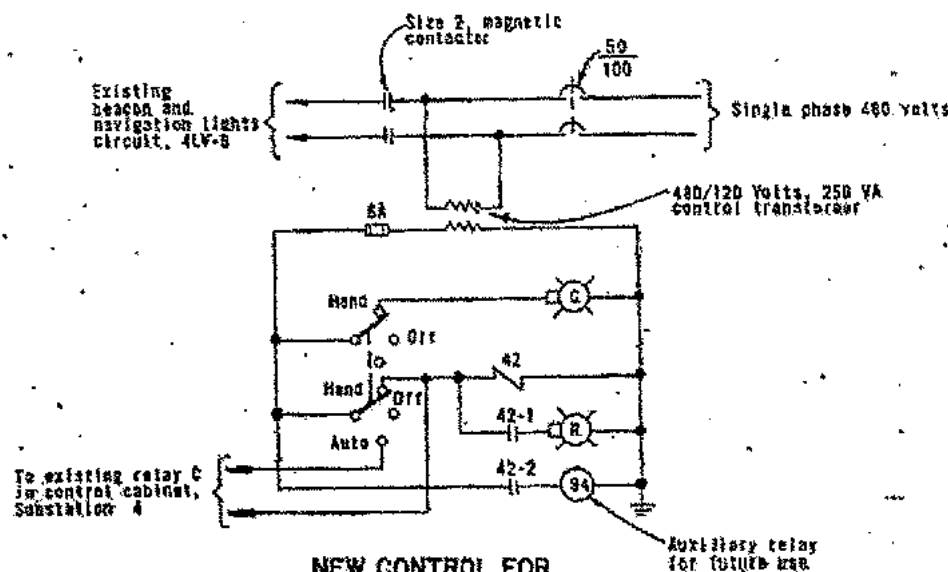 Size 2, magnetic
contactor
50
100
Existing
beacon and
navigation lights
circuit, 4LV-8
Single phase 480 volts
480/120 Volts, 250 VA
control transformer
6A
Hand
G
Off
42
Hand
Off
42-1
R
Auto
42-2
94
To existing relay C
in control cabinet,
Substation 4
Auxiliary relay
for future use
NEW CONTROL FOR